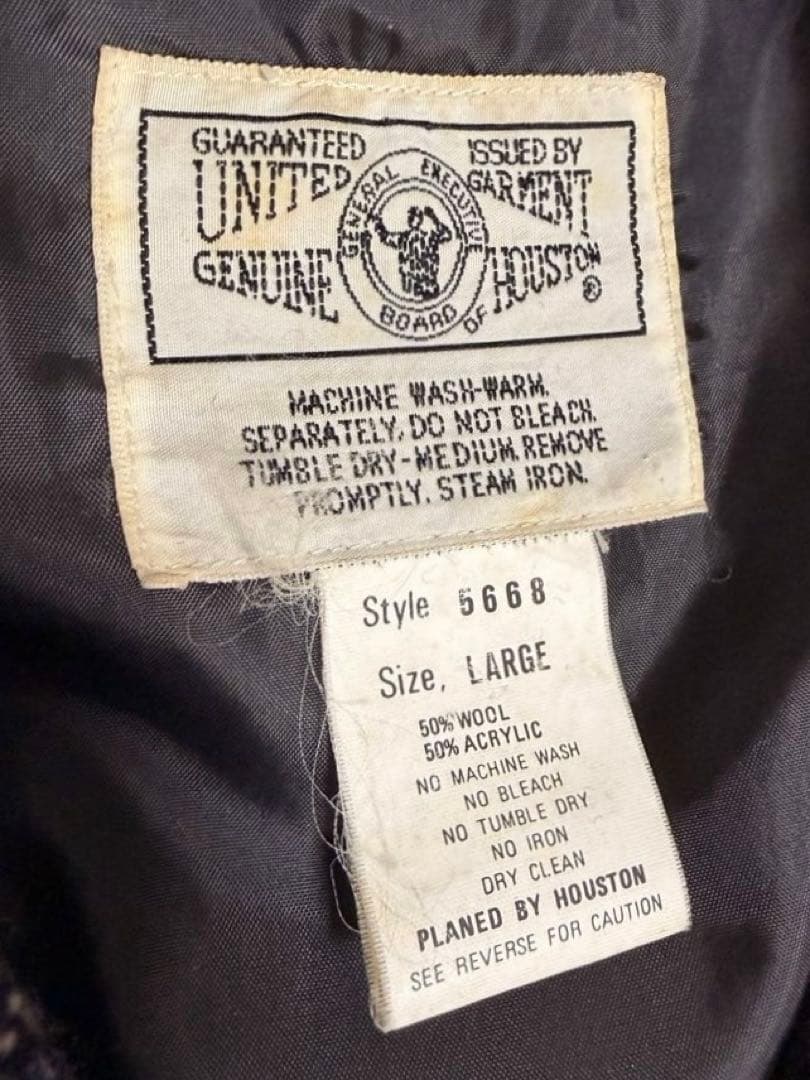 GUARANTEED
UNITED
GENUINE
GENERAL EXECUTIVE
BOARD OF
ISSUED BY
GARMENT
HOUSTON
®
MACHINE WASH-WARM.
SEPARATELY, DO NOT BLEACH.
TUMBLE DRY-MEDIUM. REMOVE
PROMPTLY. STEAM IRON.
Style 5668
Size, LARGE
50% WOOL
50% ACRYLIC
NO MACHINE WASH
NO BLEACH
NO TUMBLE DRY
NO IRON
DRY CLEAN
PLANED BY HOUSTON
SEE REVERSE FOR CAUTION